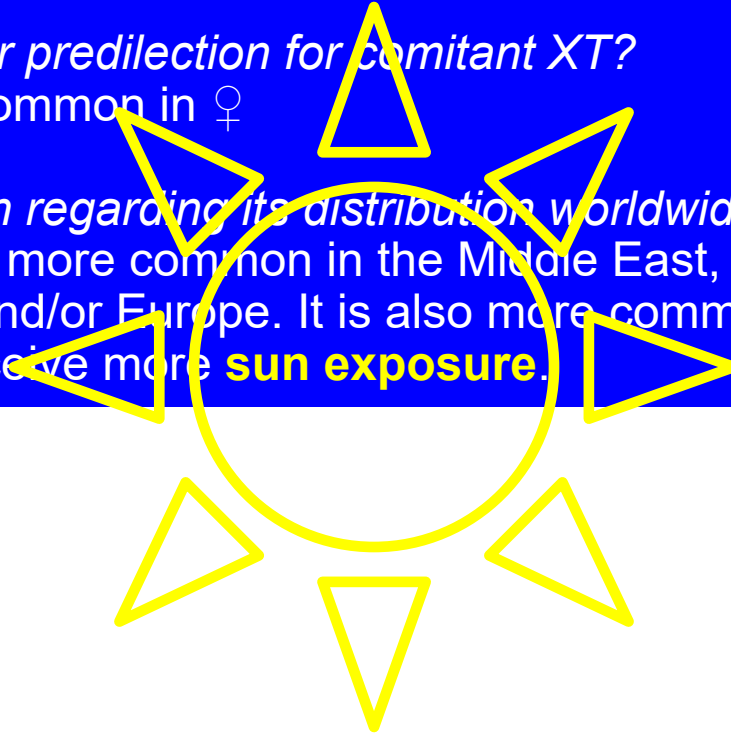 r predilection for comitant XT?
ommon in ♀
n regarding its distribution worldwid
more common in the Middle East,
nd/or Europe. It is also more comm
ceive more sun exposure.